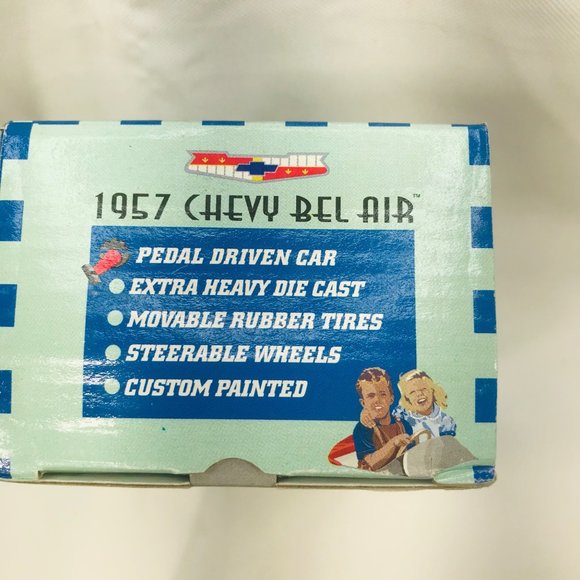 1957 CHEVY BEL AIR™
PEDAL DRIVEN CAR
EXTRA HEAVY DIE CAST
MOVABLE RUBBER TIRES
STEERABLE WHEELS
CUSTOM PAINTED